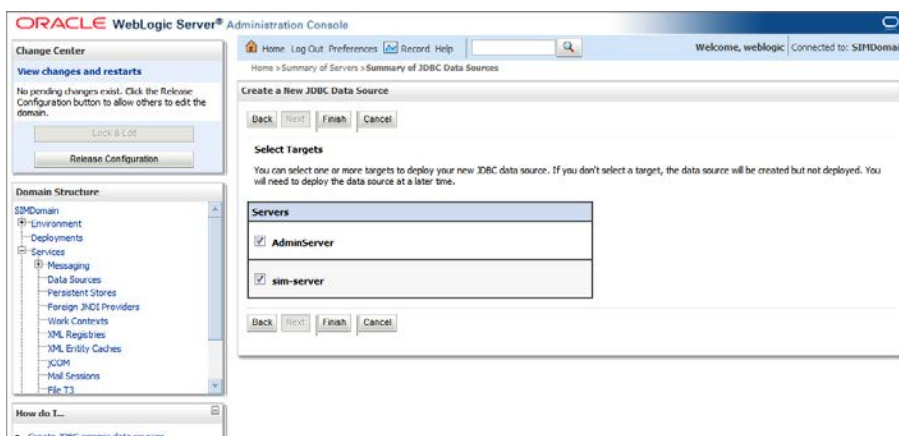 ORACLE WebLogic Server® Administration Console
Change Center
View changes and restarts
No pending changes exist. Click the Release
Configuration button to allow others to edit the
domain.
Lock & Edit
Release Configuration
Domain Structure
SIMDomain
Environment
Deployments
Services
Messaging
Data Sources
Persistent Stores
Foreign JNDI Providers
Work Contexts
XML Registries
XML Entity Caches
jCOM
Mail Sessions
File T3
How do I...
Home Log Out Preferences Record Help
Welcome, weblogic Connected to: SIMDomai
Home >Summary of Servers >Summary of JDBC Data Sources
Create a New JDBC Data Source
Back Next Finish Cancel
Select Targets
You can select one or more targets to deploy your new JDBC data source. If you don't select a target, the data source will be created but not deployed. You
will need to deploy the data source at a later time.
Servers
AdminServer
sim-server
Back Next Finish Cancel